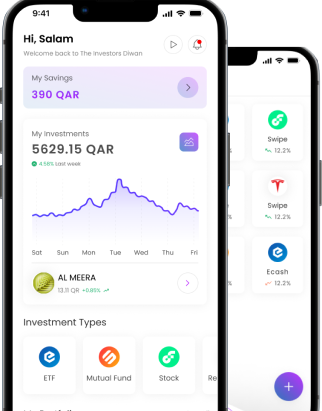 9:41
Hi, Salam
Welcome back to The Investors Diwan
My Savings
390 QAR
My Investments
5629.15 QAR
4.56% Last week
Sat Sun Mon Tue Wed Thu Fri
AL MEERA
13.11 QR +0.85%
Investment Types
ETF Mutual Fund Stock Re
Swipe
% 12.2%
Swipe
% 12.2%
Ecash
% 12.2%